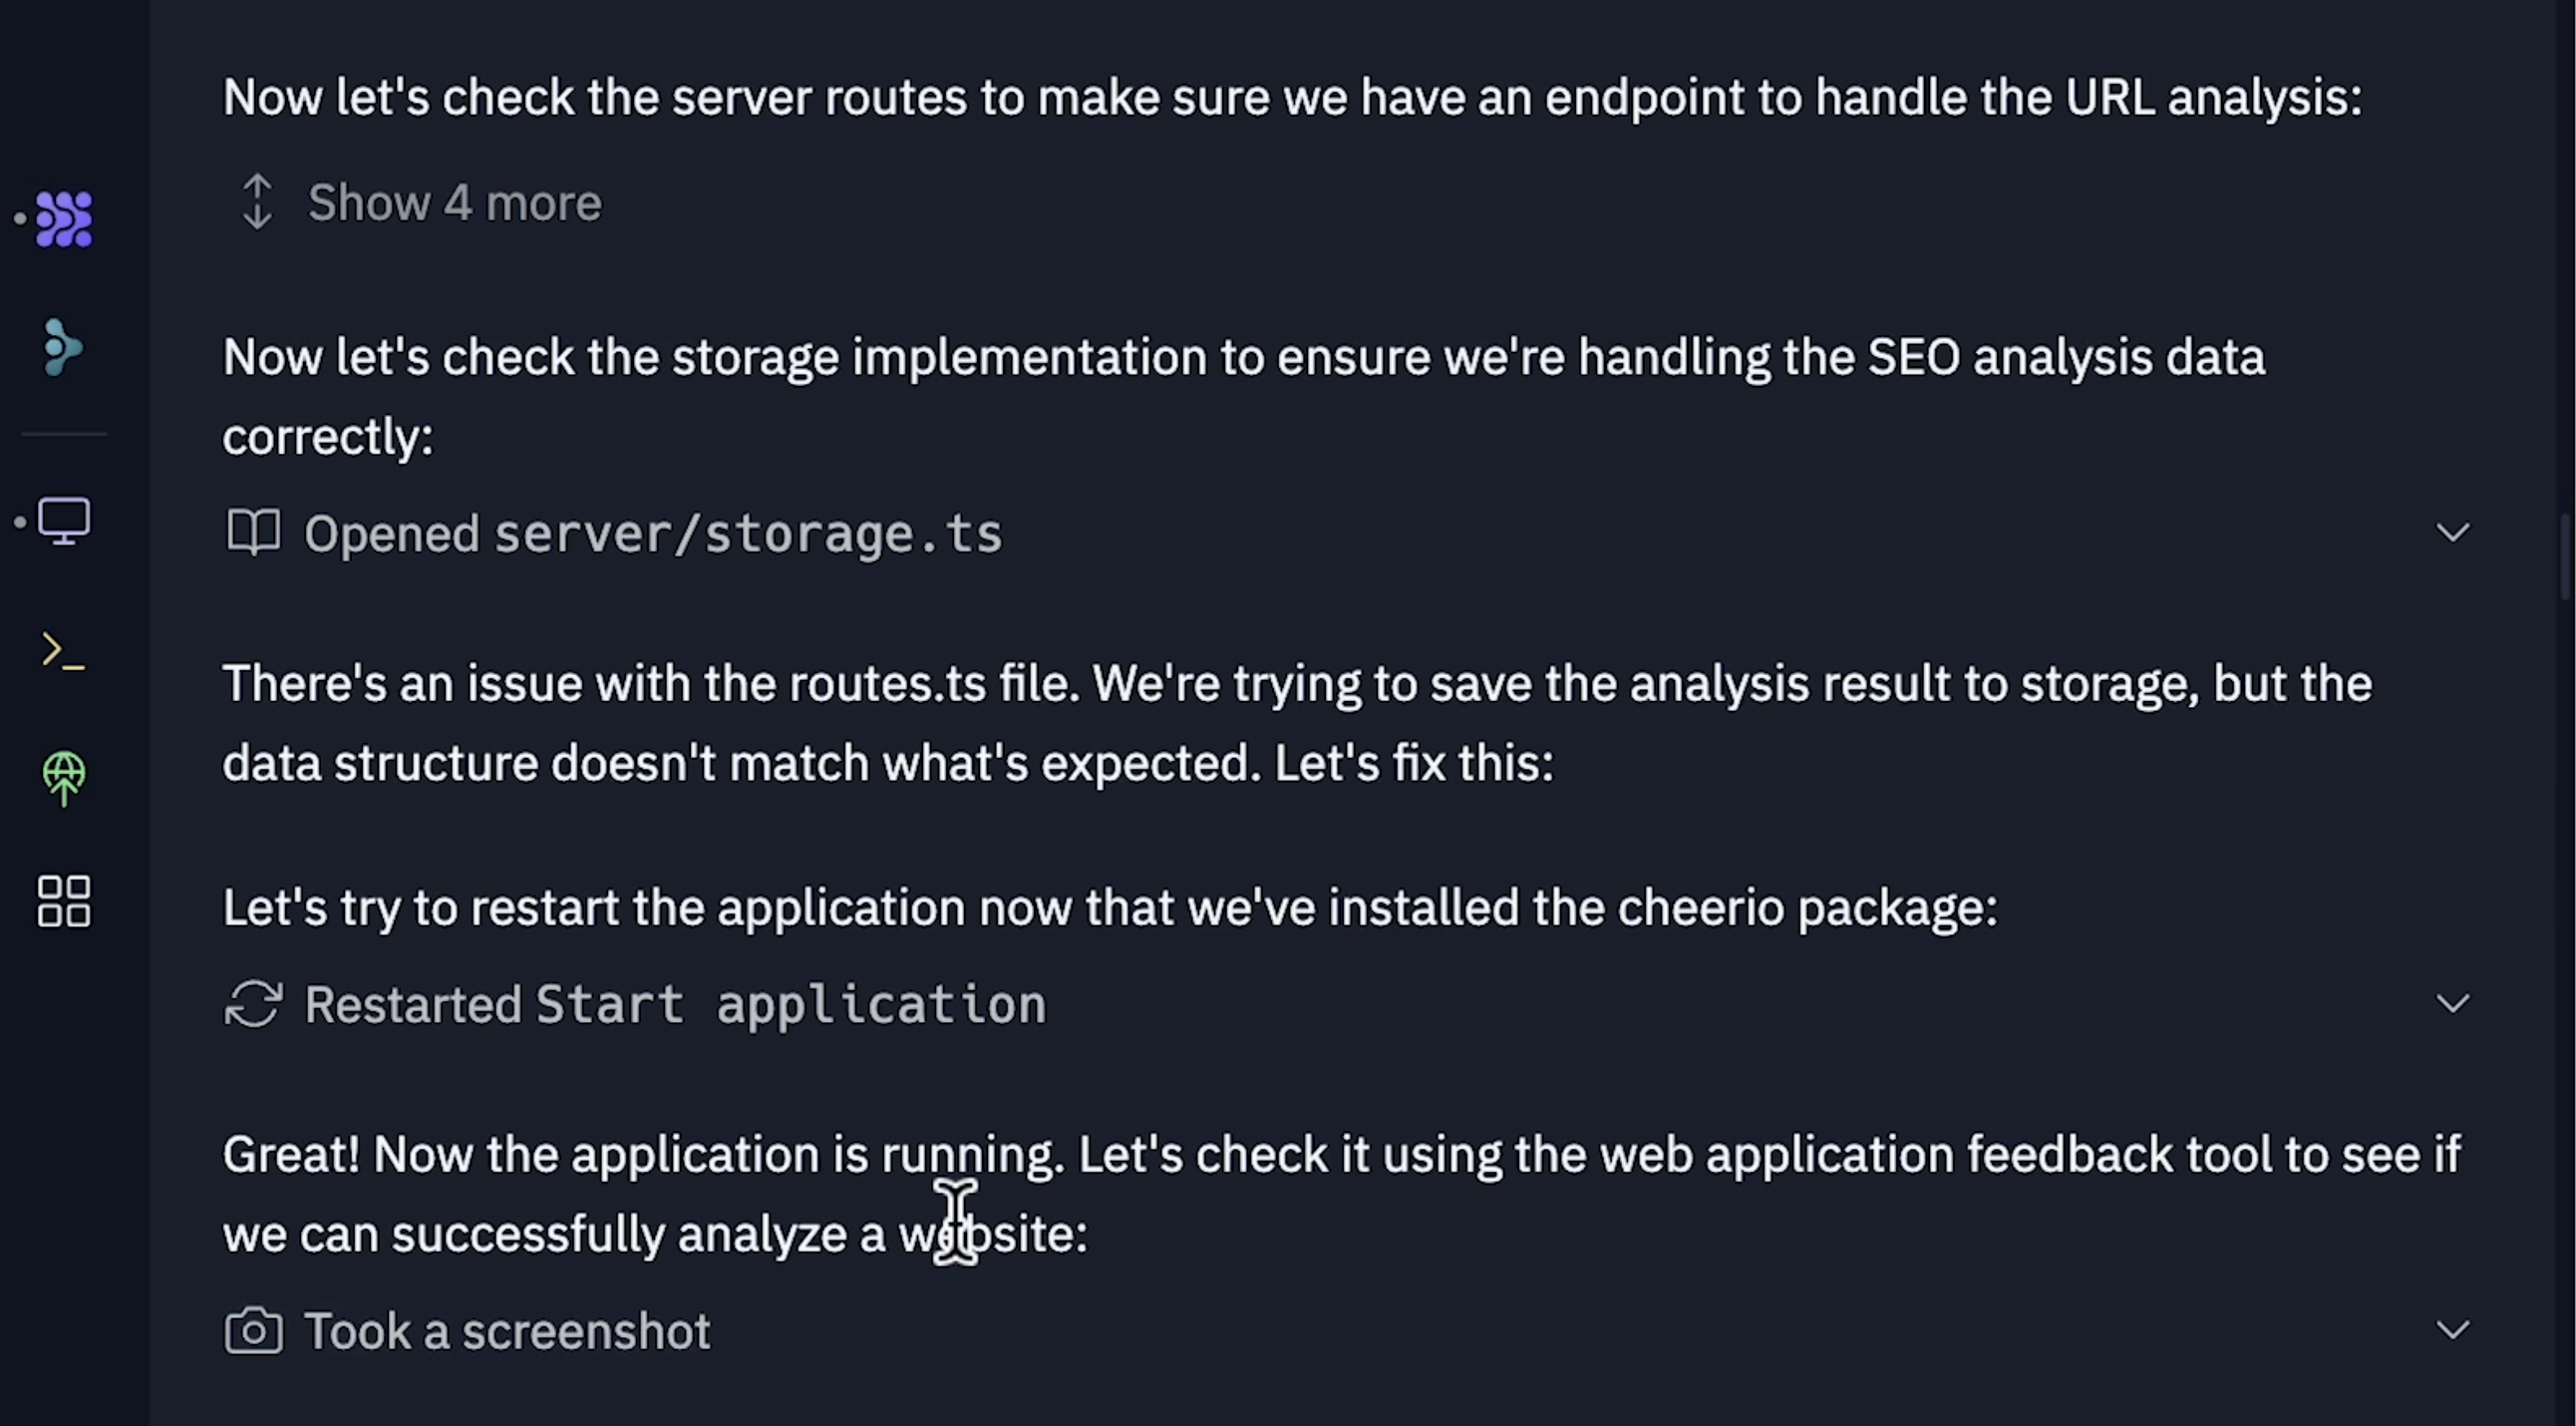 Now let's check the server routes to make sure we have an endpoint to handle the URL analysis:
Show 4 more
Now let's check the storage implementation to ensure we're handling the SEO analysis data
correctly:
Opened server/storage.ts
There's an issue with the routes.ts file. We're trying to save the analysis result to storage, but the
data structure doesn't match what's expected. Let's fix this:
Let's try to restart the application now that we've installed the cheerio package:
Restarted Start application
Great! Now the application is running. Let's check it using the web application feedback tool to see if
we can successfully analyze a website:
Took a screenshot